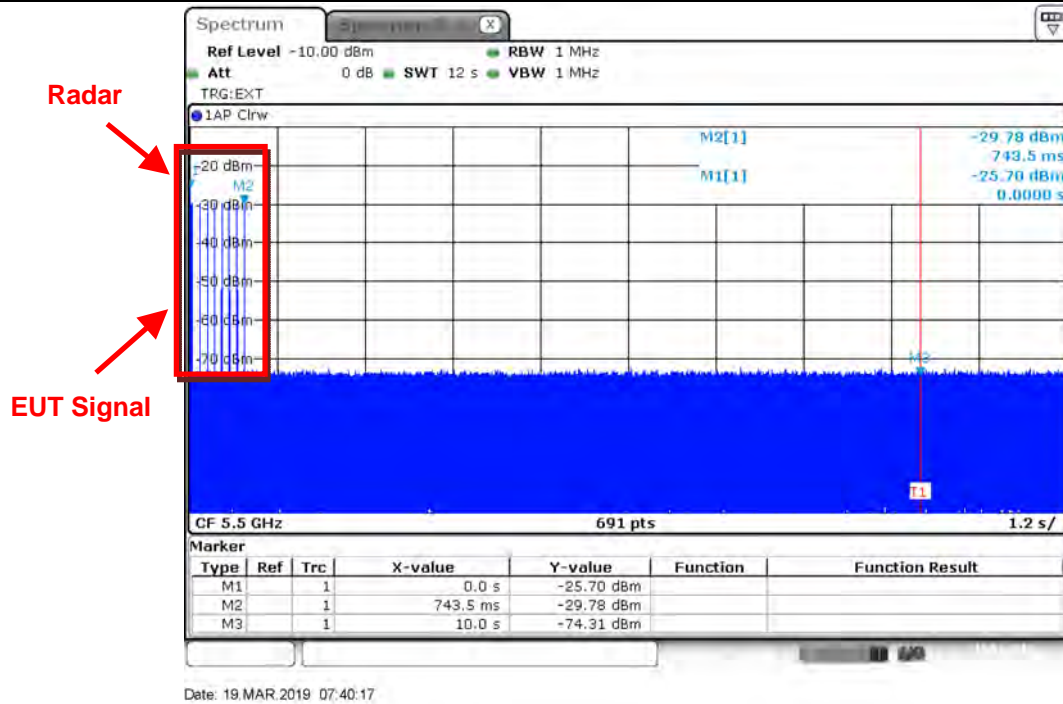 Spectrum
X
Ref Level -10.00 dBm
RBW 1 MHz
Att 0 dB SWT 12 s VBW 1 MHz
TRG:EXT
1AP Clrw
Radar
EUT Signal
M2[1] -29.78 dBm
743.5 ms
M1[1] -25.70 dBm
0.0000 s
-20 dBm
M2
-30 dBm
-40 dBm
-50 dBm
-60 dBm
-70 dBm
M3
T1
CF 5.5 GHz 691 pts 1.2 s/
Marker
Type Ref Trc X-value Y-value Function Function Result
M1 1 0.0 s -25.70 dBm
M2 1 743.5 ms -29.78 dBm
M3 1 10.0 s -74.31 dBm
Date: 19.MAR.2019 07:40:17